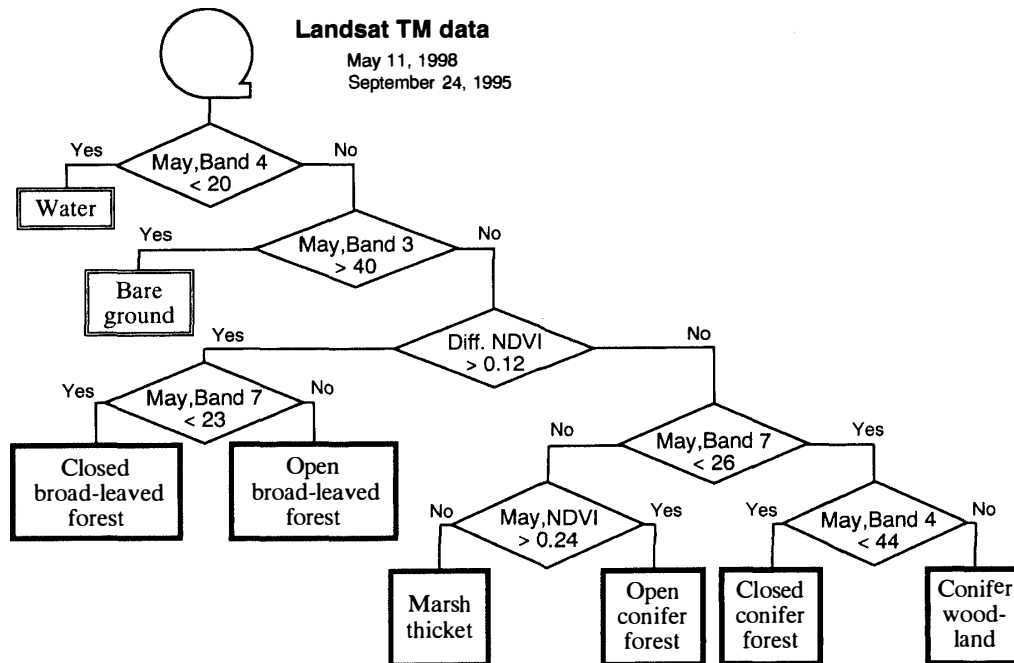 Landsat TM data
May 11, 1998
September 24, 1995
Yes
May,Band 4
< 20
No
Water
Yes
May,Band 3
> 40
No
Bare
ground
Yes
Diff. NDVI
> 0.12
No
Yes
May,Band 7
< 23
No
Closed
broad-leaved
forest
Open
broad-leaved
forest
No
May,Band 7
< 26
Yes
No
May,NDVI
> 0.24
Yes
Yes
May,Band 4
< 44
No
Marsh
thicket
Open
conifer
forest
Closed
conifer
forest
Conifer
wood-
land